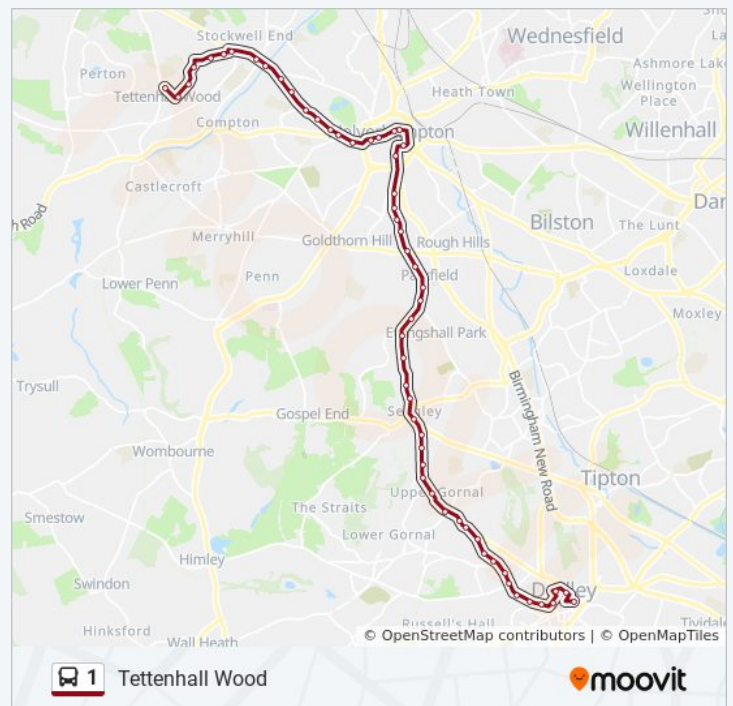 Stockwell End
Wednesfield
Perton
Ashmore Lake
Tettenhall Wood
Heath Town
Wellington
Place
Compton
Willenhall
Castlecroft
Road
Bilston
The Lunt
Merryhill
Goldthorn Hill
Rough Hills
Penn
Loxdale
Lower Penn
Moxley
Trysull
Gospel End
Birmingham New Road
Wombourne
Tipton
Upper Gornal
The Straits
Smestow
Lower Gornal
Himley
Swindon
Dudley
Hinksford
Russell's Hall
Wall Heath
© OpenStreetMap contributors | © OpenMapTiles
1 Tettenhall Wood
moovit